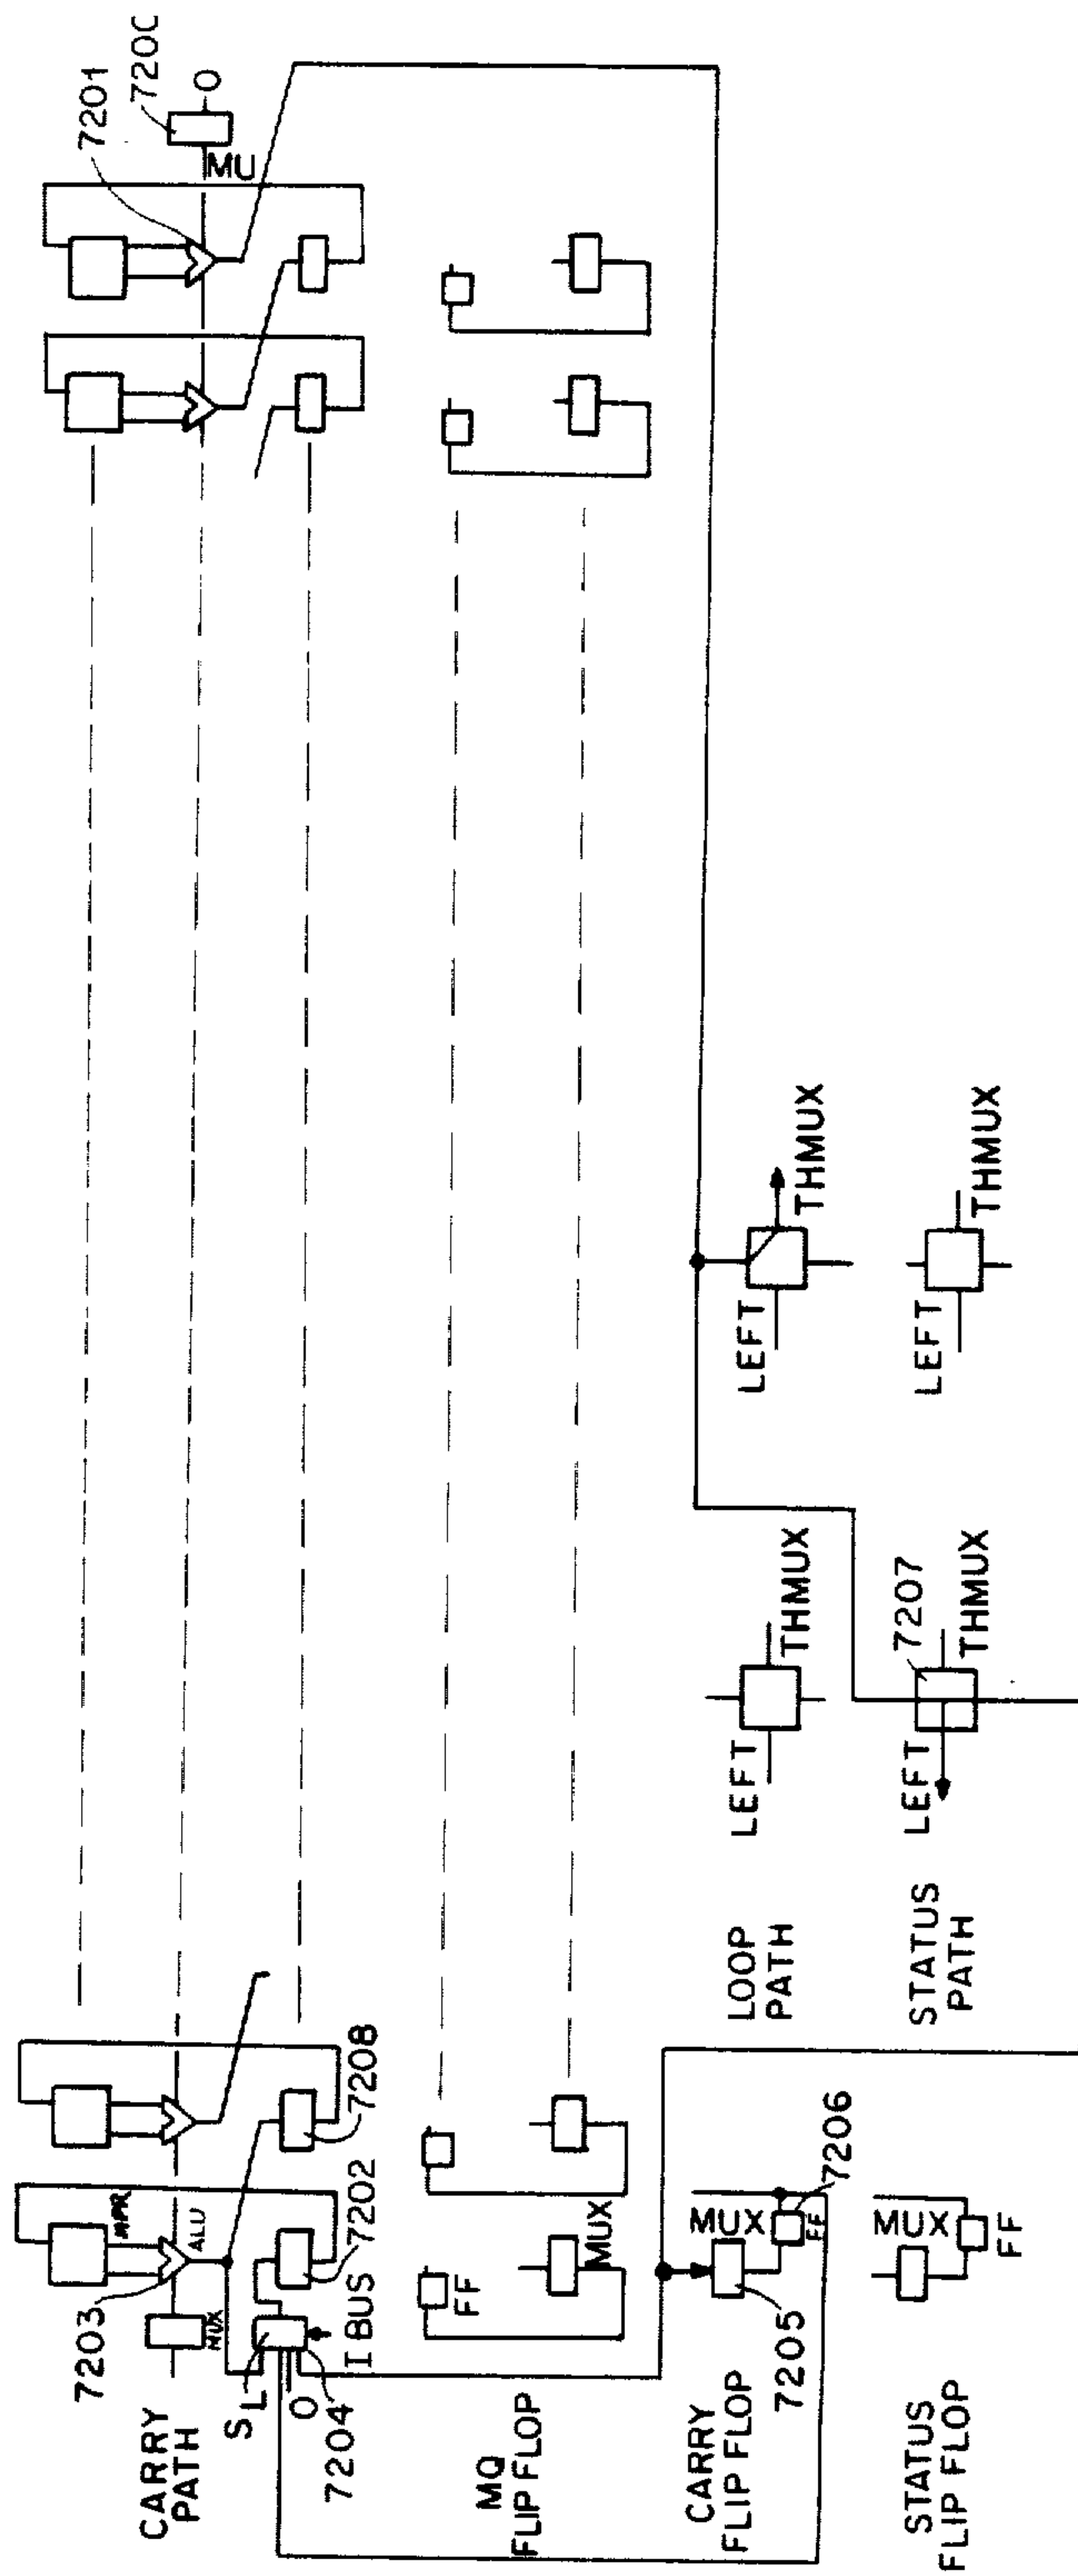 7200
7201
O
MU
7203
MPR
ALU
MUX
CARRY
PATH
S
L
O
7204
I BUS
7202
7208
MQ
FLIP FLOP
FF
MUX
CARRY
FLIP FLOP
7205
MUX
FF
7206
LOOP
PATH
LEFT
THMUX
LEFT
THMUX
STATUS
FLIP FLOP
MUX
FF
STATUS
PATH
LEFT
7207
THMUX
LEFT
THMUX